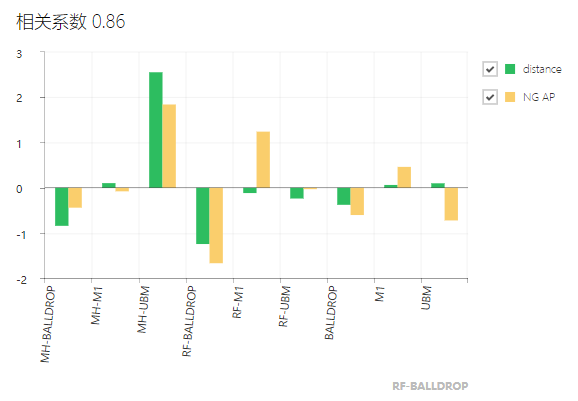 相关系数 0.86
3
2
1
0
-1
-2
MH-BALLDROP
MH-M1
MH-UBM
RF-BALLDROP
RF-M1
RF-UBM
BALLDROP
M1
UBM
distance
NG AP
RF-BALLDROP